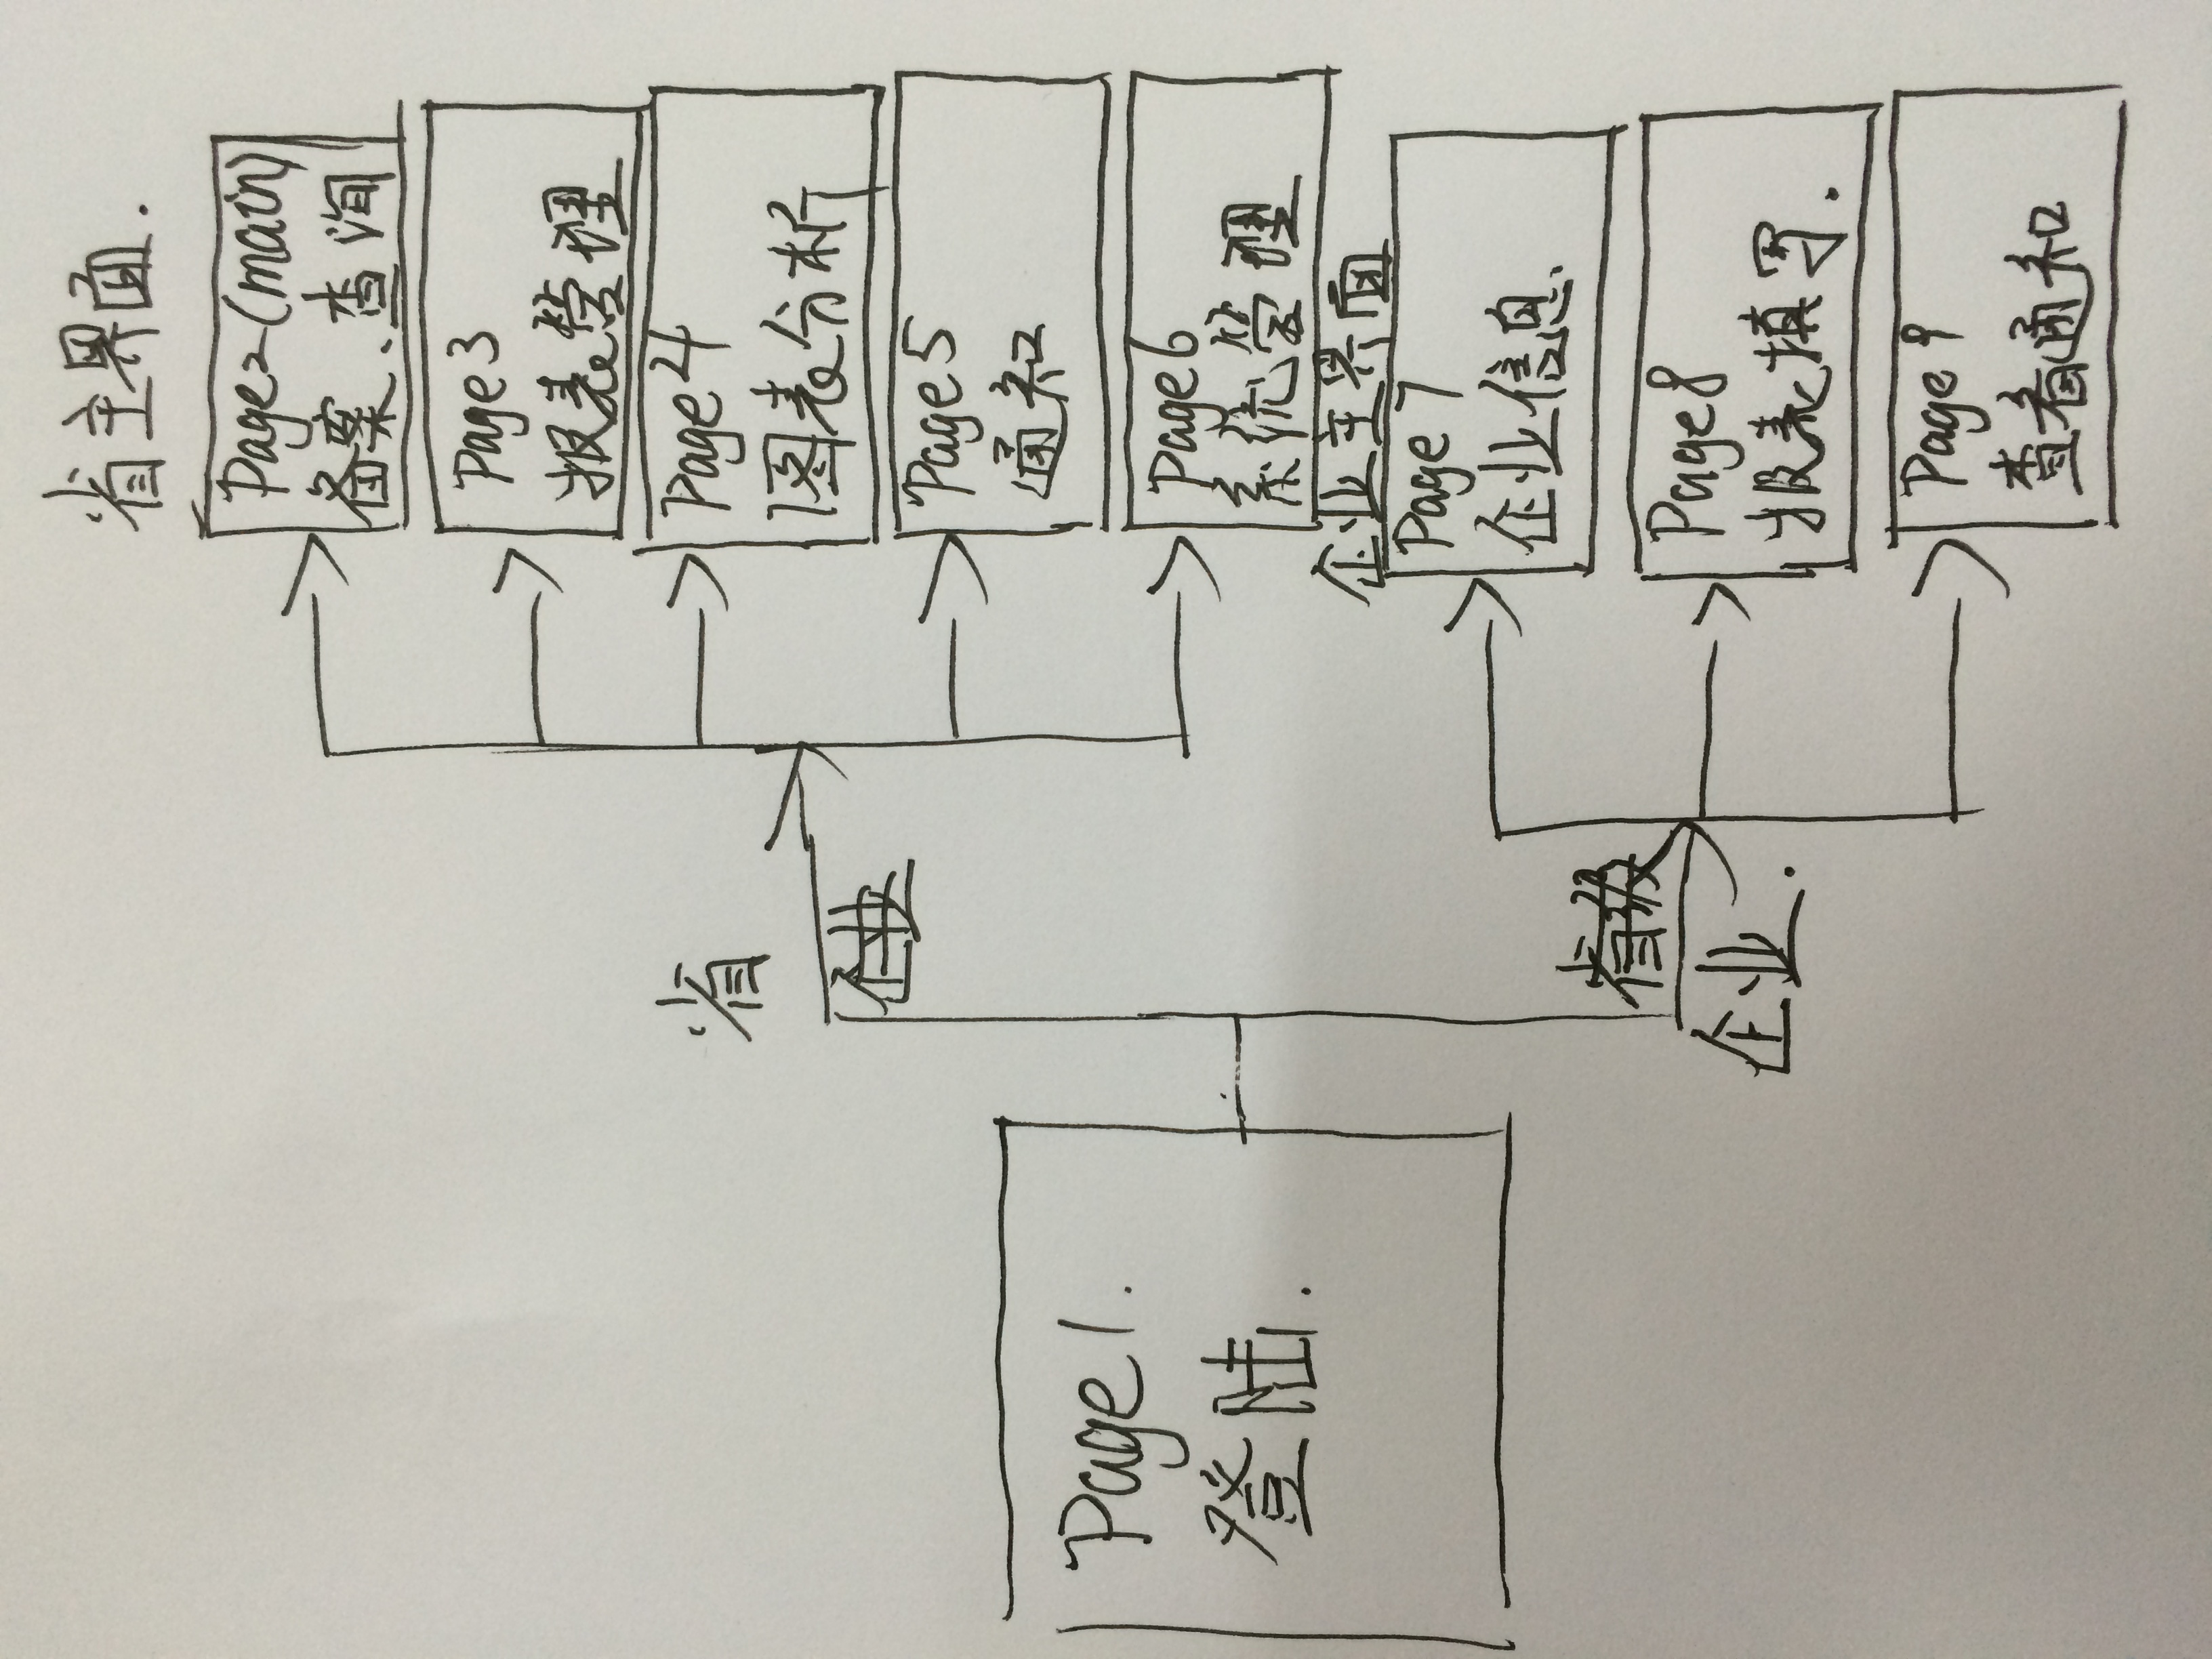 省主界面.
Page2(main)
备案、查询
Page3
报表管理
省
Page4
图表分析
企业
Page5
通知
Page1.
登陆.
Page6
系统管理
企业主界面
Page7
企业信息.
省级
企业.
Page8
报表填写.
Page9
查看通知